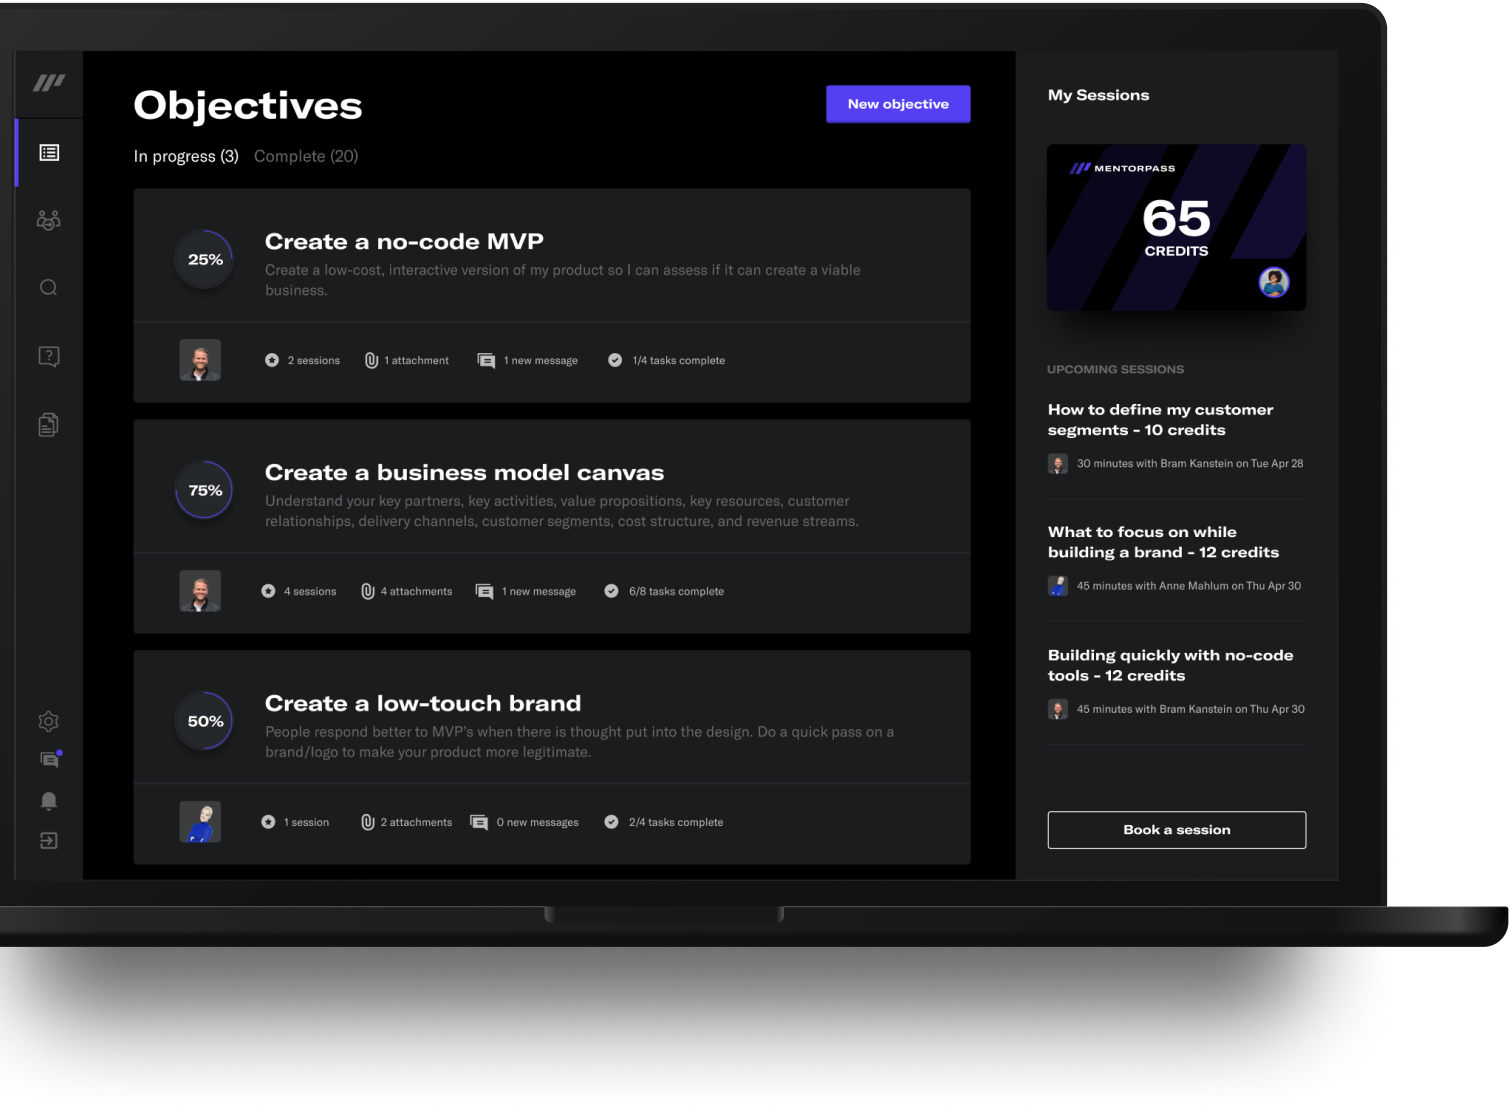 Objectives
New objective
In progress (3) Complete (20)
25%
Create a no-code MVP
Create a low-cost, interactive version of my product so I can assess if it can create a viable
business.
2 sessions 1 attachment 1 new message 1/4 tasks complete
75%
Create a business model canvas
Understand your key partners, key activities, value propositions, key resources, customer
relationships, delivery channels, customer segments, cost structure, and revenue streams.
4 sessions 4 attachments 1 new message 6/8 tasks complete
50%
Create a low-touch brand
People respond better to MVP's when there is thought put into the design. Do a quick pass on a
brand/logo to make your product more legitimate.
1 session 2 attachments 0 new messages 2/4 tasks complete
My Sessions
MENTORPASS
65
CREDITS
UPCOMING SESSIONS
How to define my customer
segments - 10 credits
30 minutes with Bram Kanstein on Tue Apr 28
What to focus on while
building a brand - 12 credits
45 minutes with Anne Mahlum on Thu Apr 30
Building quickly with no-code
tools - 12 credits
45 minutes with Bram Kanstein on Thu Apr 30
Book a session